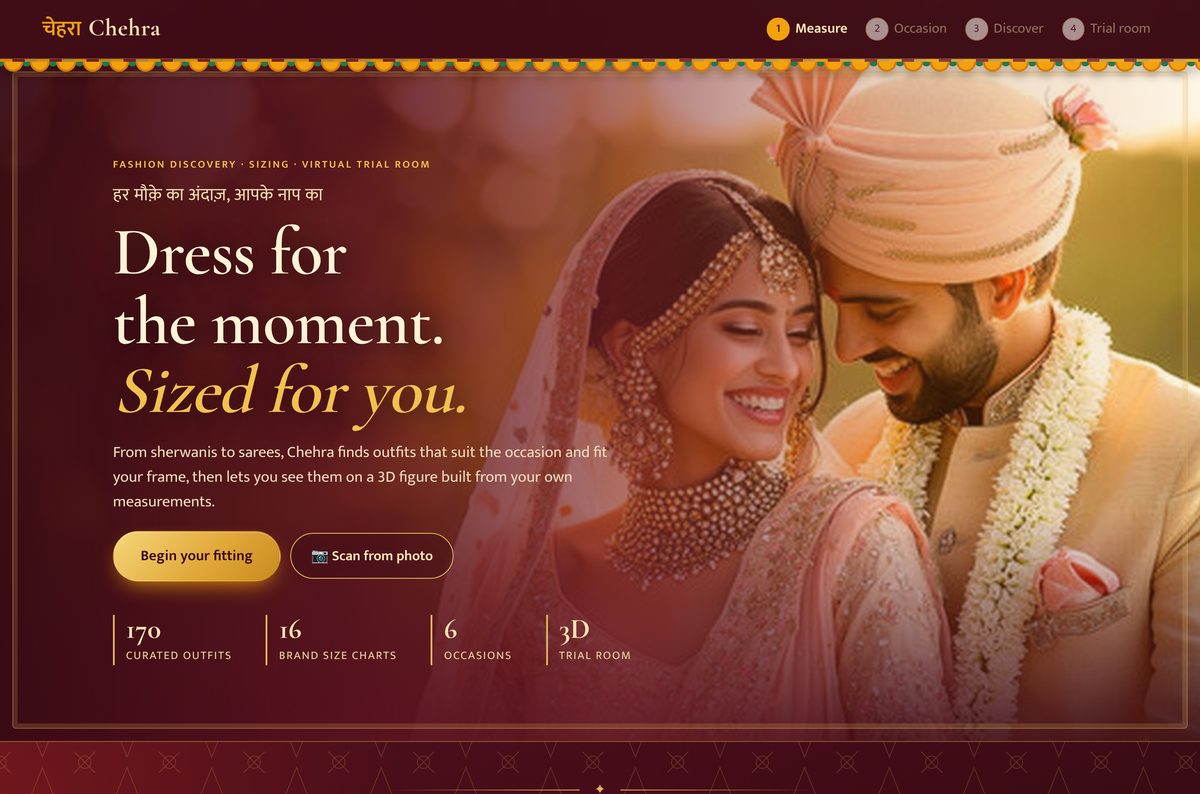 चेहरा Chehra
1 Measure
2 Occasion
3 Discover
4 Trial room
FASHION DISCOVERY · SIZING · VIRTUAL TRIAL ROOM
हर मौक़े का अंदाज़, आपके नाप का
Dress for
the moment.
Sized for you.
From sherwanis to sarees, Chehra finds outfits that suit the occasion and fit
your frame, then lets you see them on a 3D figure built from your own
measurements.
Begin your fitting
📷 Scan from photo
170
CURATED OUTFITS
16
BRAND SIZE CHARTS
6
OCCASIONS
3D
TRIAL ROOM